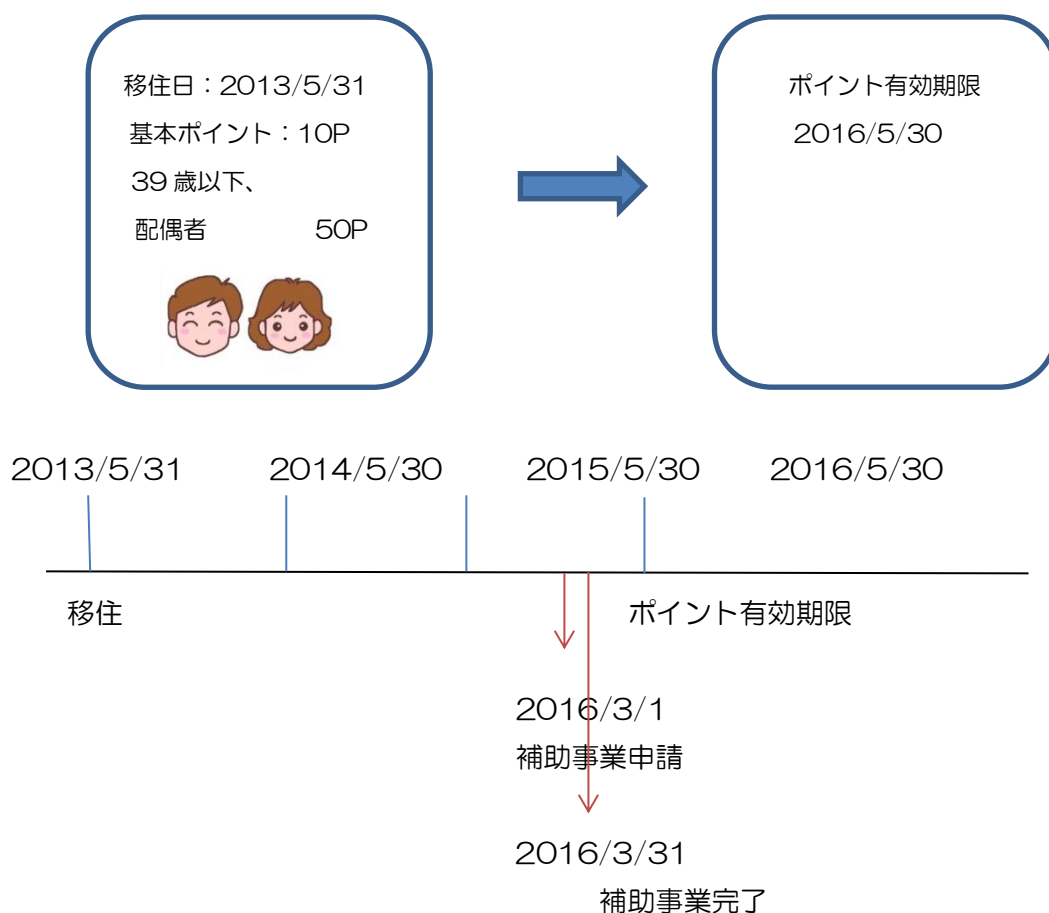 移住日：2013/5/31
基本ポイント：10P
39歳以下、
配偶者 50P
ポイント有効期限
2016/5/30
2013/5/31 2014/5/30 2015/5/30 2016/5/30
移住 ポイント有効期限
2016/3/1
補助事業申請
2016/3/31
補助事業完了